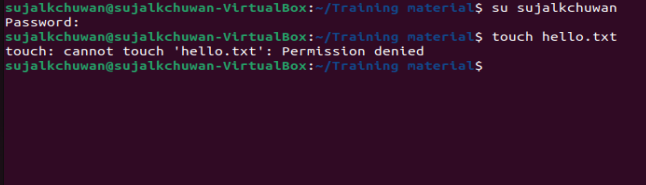 sujalkchuwan@sujalkchuwan-VirtualBox:~/Training material$ su sujalkchuwan
Password:
sujalkchuwan@sujalkchuwan-VirtualBox:~/Training material$ touch hello.txt
touch: cannot touch 'hello.txt': Permission denied
sujalkchuwan@sujalkchuwan-VirtualBox:~/Training material$